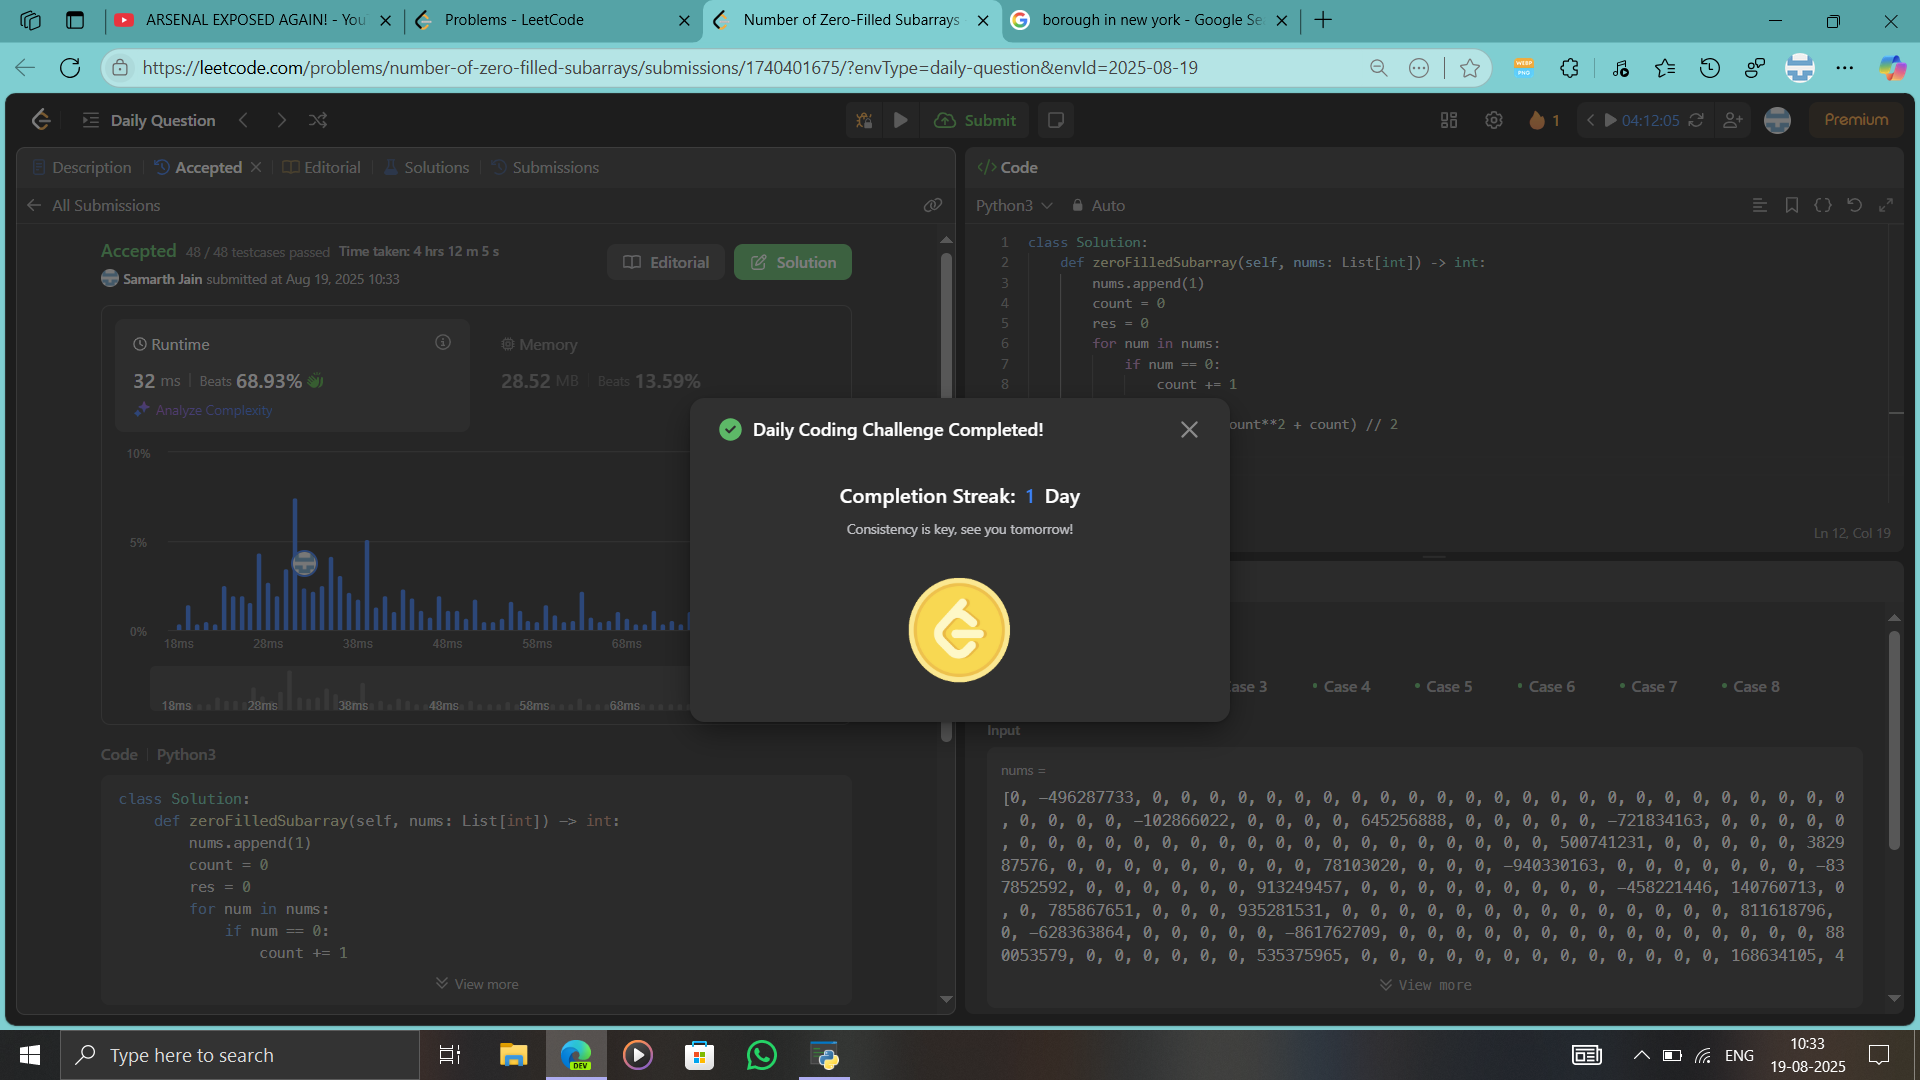 ARSENAL EXPOSED AGAIN! - You
Problems - LeetCode
Number of Zero-Filled Subarrays
borough in new york - Google Se
https://leetcode.com/problems/number-of-zero-filled-subarrays/submissions/1740401675/?envType=daily-question&envId=2025-08-19
WEBP
PNG
Daily Question
Submit
1
04:12:05
Premium
Description
Accepted
Editorial
Solutions
Submissions
All Submissions
Accepted 48 / 48 testcases passed Time taken: 4 hrs 12 m 5 s
Samarth Jain submitted at Aug 19, 2025 10:33
Editorial
Solution
Runtime
32 ms Beats 68.93%
Analyze Complexity
Memory
28.52 MB Beats 13.59%
10%
5%
0%
18ms 28ms 38ms 48ms 58ms 68ms
18ms 28ms 38ms 48ms 58ms 68ms
Code Python3
class Solution:
def zeroFilledSubarray(self, nums: List[int]) -> int:
nums.append(1)
count = 0
res = 0
for num in nums:
if num == 0:
count += 1
View more
Daily Coding Challenge Completed!
Completion Streak: 1 Day
Consistency is key, see you tomorrow!
</> Code
Python3 Auto
1 class Solution:
2 def zeroFilledSubarray(self, nums: List[int]) -> int:
3 nums.append(1)
4 count = 0
5 res = 0
6 for num in nums:
7 if num == 0:
8 count += 1
ount**2 + count) // 2
Ln 12, Col 19
ase 3 Case 4 Case 5 Case 6 Case 7 Case 8
Input
nums =
[0, -496287733, 0, 0, 0, 0, 0, 0, 0, 0, 0, 0, 0, 0, 0, 0, 0, 0, 0, 0, 0, 0, 0, 0, 0, 0, 0
, 0, 0, 0, 0, -102866022, 0, 0, 0, 0, 645256888, 0, 0, 0, 0, 0, -721834163, 0, 0, 0, 0, 0
, 0, 0, 0, 0, 0, 0, 0, 0, 0, 0, 0, 0, 0, 0, 0, 0, 0, 0, 0, 500741231, 0, 0, 0, 0, 0, 3829
87576, 0, 0, 0, 0, 0, 0, 0, 0, 0, 78103020, 0, 0, 0, -940330163, 0, 0, 0, 0, 0, 0, 0, -83
7852592, 0, 0, 0, 0, 0, 0, 913249457, 0, 0, 0, 0, 0, 0, 0, 0, 0, -458221446, 140760713, 0
, 0, 785867651, 0, 0, 0, 935281531, 0, 0, 0, 0, 0, 0, 0, 0, 0, 0, 0, 0, 0, 0, 811618796,
0, -628363864, 0, 0, 0, 0, 0, -861762709, 0, 0, 0, 0, 0, 0, 0, 0, 0, 0, 0, 0, 0, 0, 0, 88
0053579, 0, 0, 0, 0, 0, 0, 535375965, 0, 0, 0, 0, 0, 0, 0, 0, 0, 0, 0, 0, 0, 168634105, 4
View more
Type here to search
DEV
ENG
10:33
19-08-2025